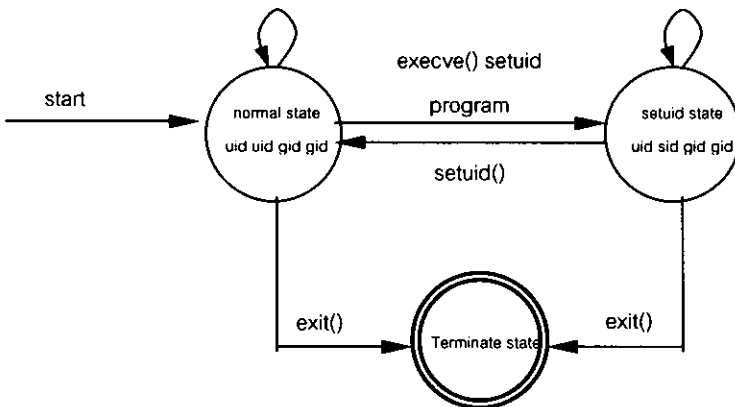 execve() setuid
start
normal state
program
setuid state
uid uid gid gid
uid sid gid gid
setuid()
exit()
exit()
Terminate state